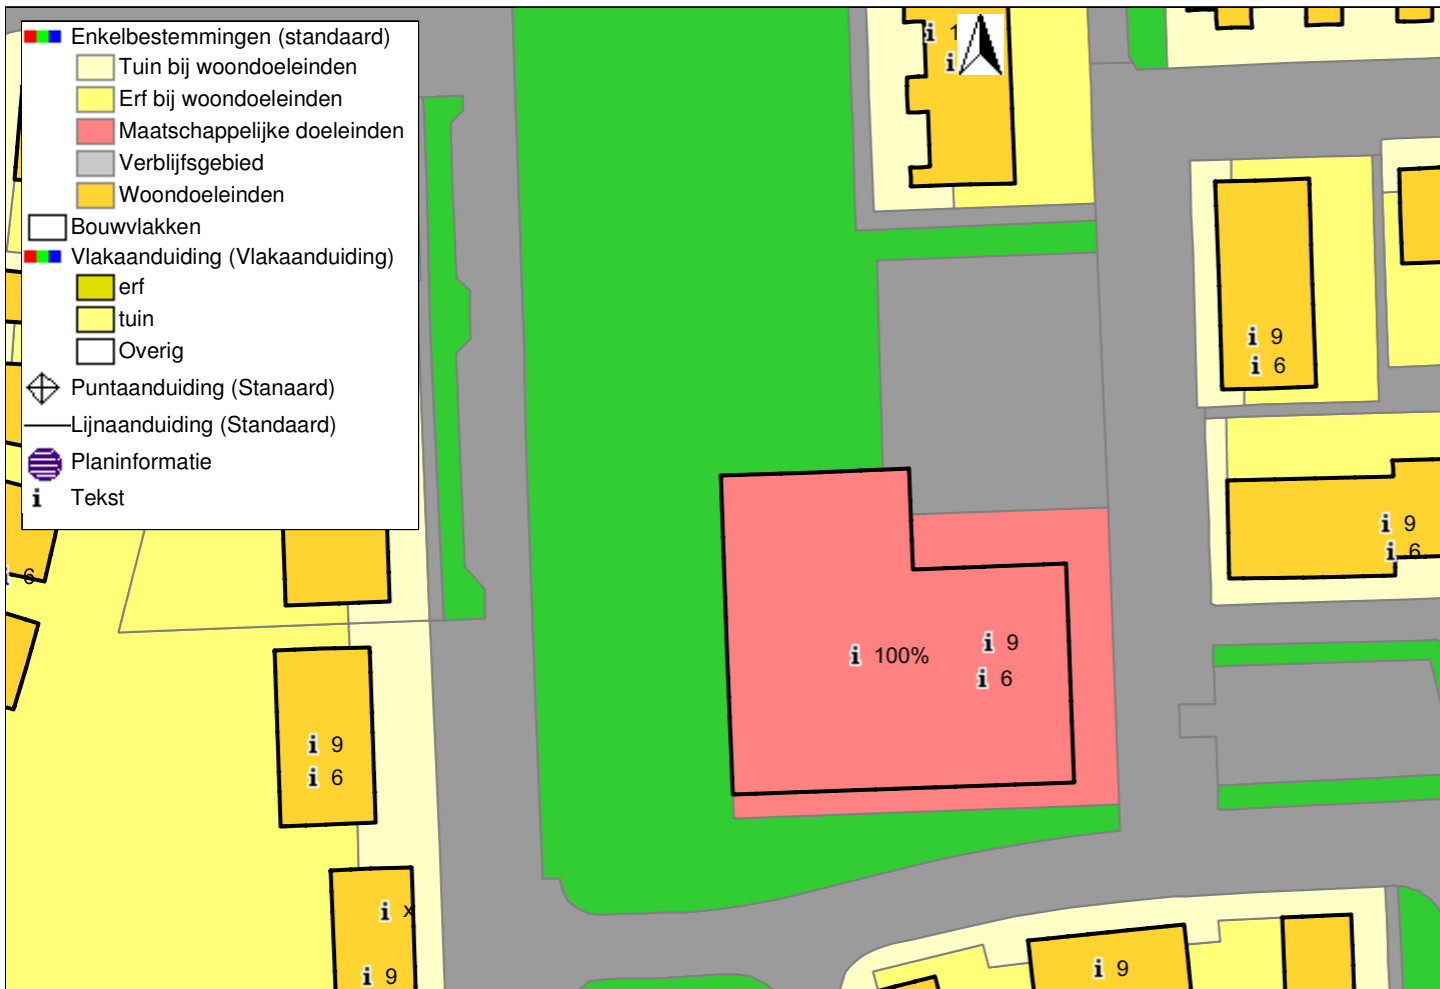 Enkelbestemmingen (standaard)
Tuin bij woondoeleinden
Erf bij woondoeleinden
Maatschappelijke doeleinden
Verblijfsgebied
Woondoeleinden
Bouwvlakken
Vlakaanduiding (Vlakaanduiding)
erf
tuin
Overig
Puntaanduiding (Stanaard)
Lijnaanduiding (Standaard)
Planinformatie
i Tekst
i 1
i
i 9
i 6
i 9
i 6
i 6
i 100%
i 9
i 6
i 9
i 6
i x
i 9
i 9